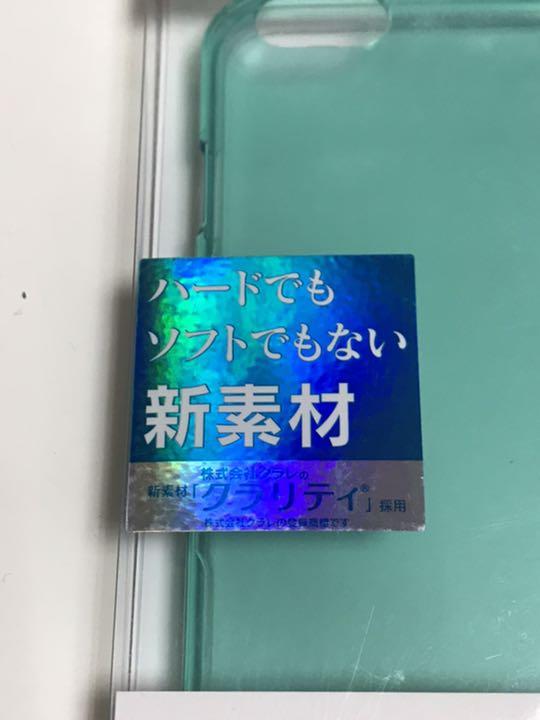 ハードでも
ソフトでもない
新素材
株式会社クラレの
新素材「クラリティ®」採用
株式会社クラレの登録商標です